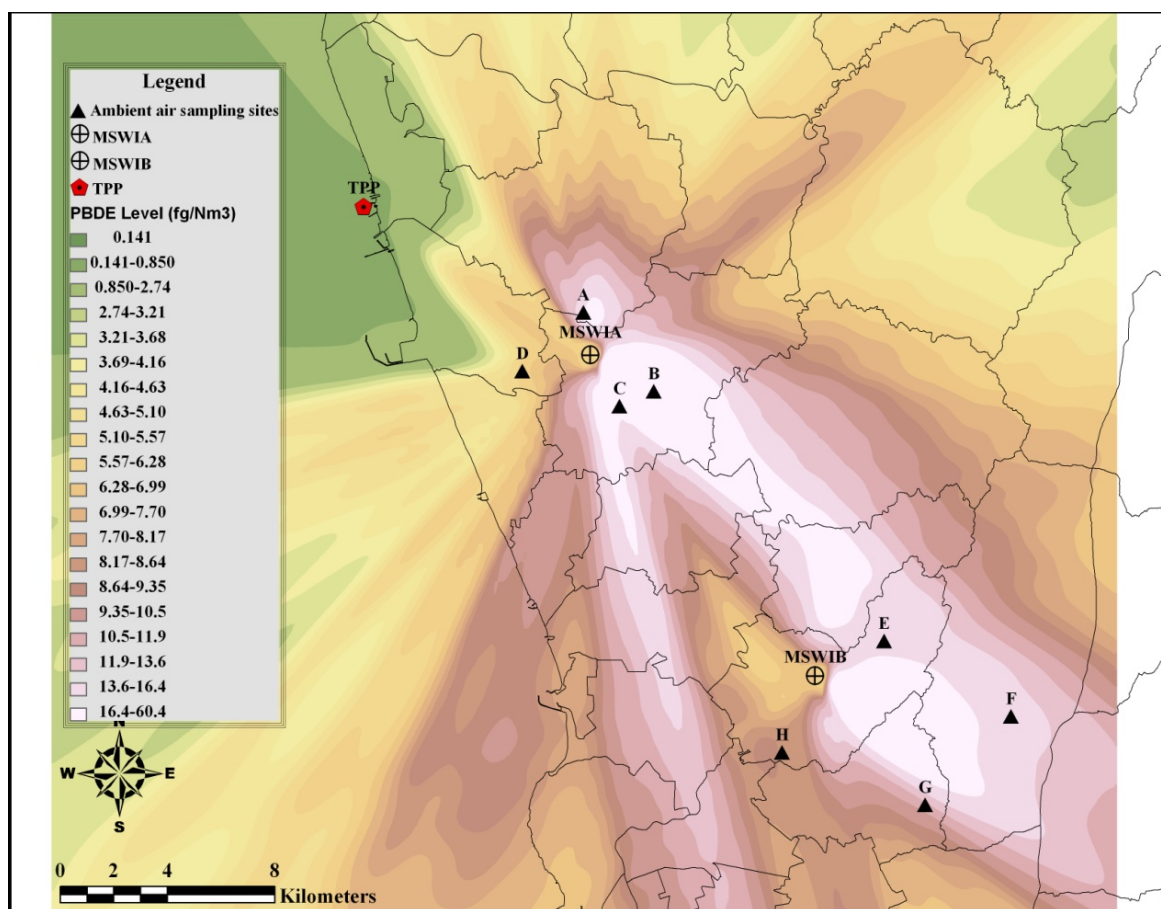 Legend
Ambient air sampling sites
MSWIA
MSWIB
TPP
PBDE Level (fg/Nm3)
0.141
0.141-0.850
0.850-2.74
2.74-3.21
3.21-3.68
3.69-4.16
4.16-4.63
4.63-5.10
5.10-5.57
5.57-6.28
6.28-6.99
6.99-7.70
7.70-8.17
8.17-8.64
8.64-9.35
9.35-10.5
10.5-11.9
11.9-13.6
13.6-16.4
16.4-60.4
TPP
A
MSWIA
D
B
C
E
MSWIB
F
H
G
N
W E
S
0 2 4 8
Kilometers